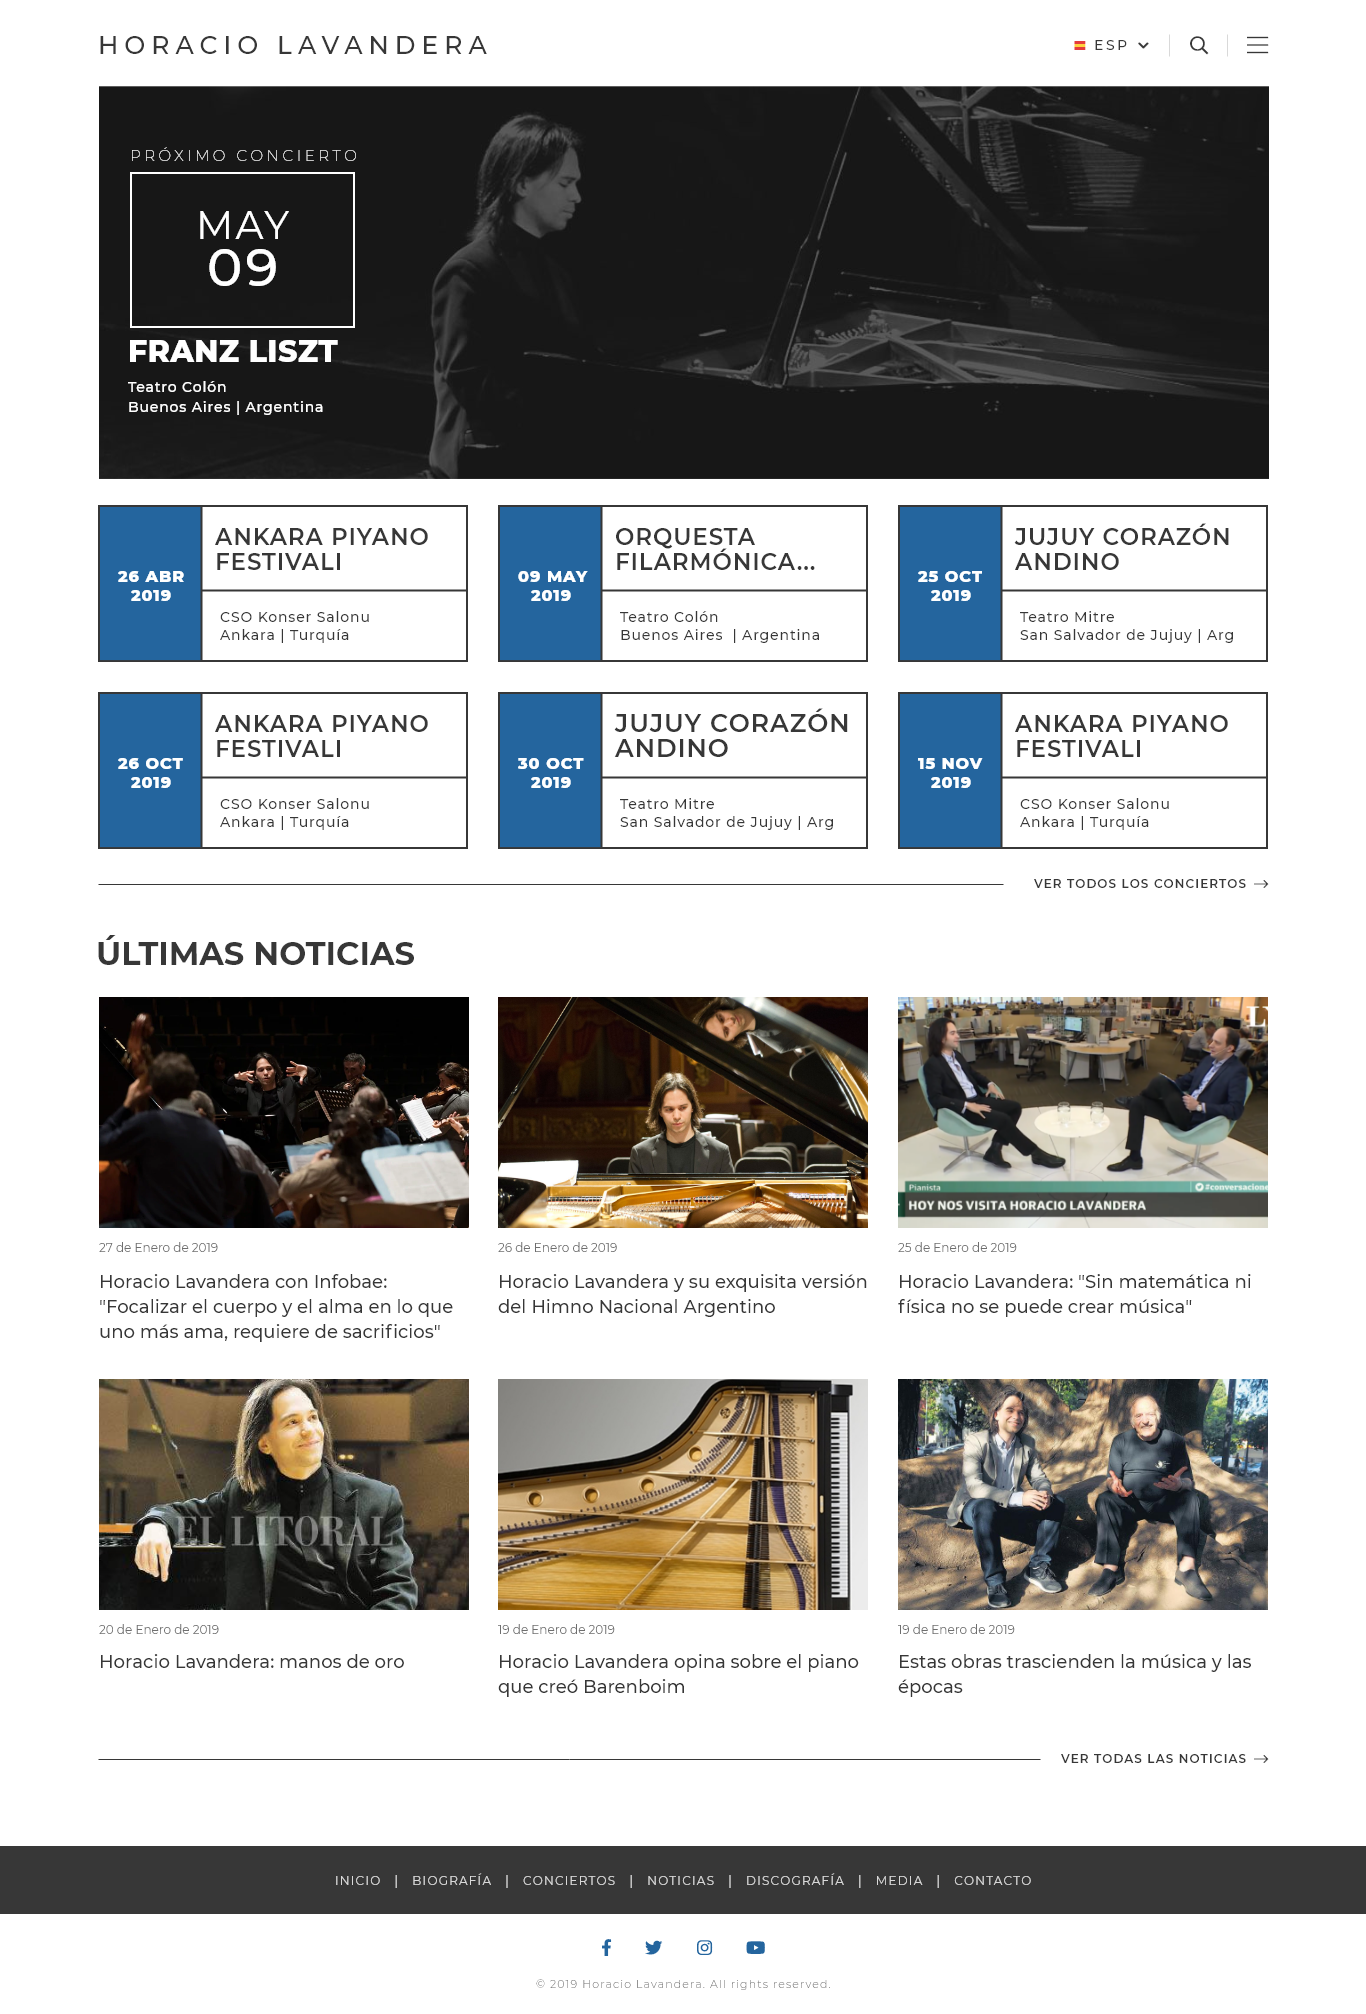 HORACIO LAVANDERA
ESP
PRÓXIMO CONCIERTO
MAY
09
FRANZ LISZT
Teatro Colón
Buenos Aires | Argentina
26 ABR
2019
ANKARA PIYANO
FESTIVALI
CSO Konser Salonu
Ankara | Turquía
09 MAY
2019
ORQUESTA
FILARMÓNICA...
Teatro Colón
Buenos Aires | Argentina
25 OCT
2019
JUJUY CORAZÓN
ANDINO
Teatro Mitre
San Salvador de Jujuy | Arg
26 OCT
2019
ANKARA PIYANO
FESTIVALI
CSO Konser Salonu
Ankara | Turquía
30 OCT
2019
JUJUY CORAZÓN
ANDINO
Teatro Mitre
San Salvador de Jujuy | Arg
15 NOV
2019
ANKARA PIYANO
FESTIVALI
CSO Konser Salonu
Ankara | Turquía
VER TODOS LOS CONCIERTOS
ÚLTIMAS NOTICIAS
27 de Enero de 2019
Horacio Lavandera con Infobae:
"Focalizar el cuerpo y el alma en lo que
uno más ama, requiere de sacrificios"
26 de Enero de 2019
Horacio Lavandera y su exquisita versión
del Himno Nacional Argentino
Pianista
#conversacione
HOY NOS VISITA HORACIO LAVANDERA
25 de Enero de 2019
Horacio Lavandera: "Sin matemática ni
física no se puede crear música"
EL LITORAL
20 de Enero de 2019
Horacio Lavandera: manos de oro
19 de Enero de 2019
Horacio Lavandera opina sobre el piano
que creó Barenboim
19 de Enero de 2019
Estas obras trascienden la música y las
épocas
VER TODAS LAS NOTICIAS
INICIO | BIOGRAFÍA | CONCIERTOS | NOTICIAS | DISCOGRAFÍA | MEDIA | CONTACTO
© 2019 Horacio Lavandera. All rights reserved.